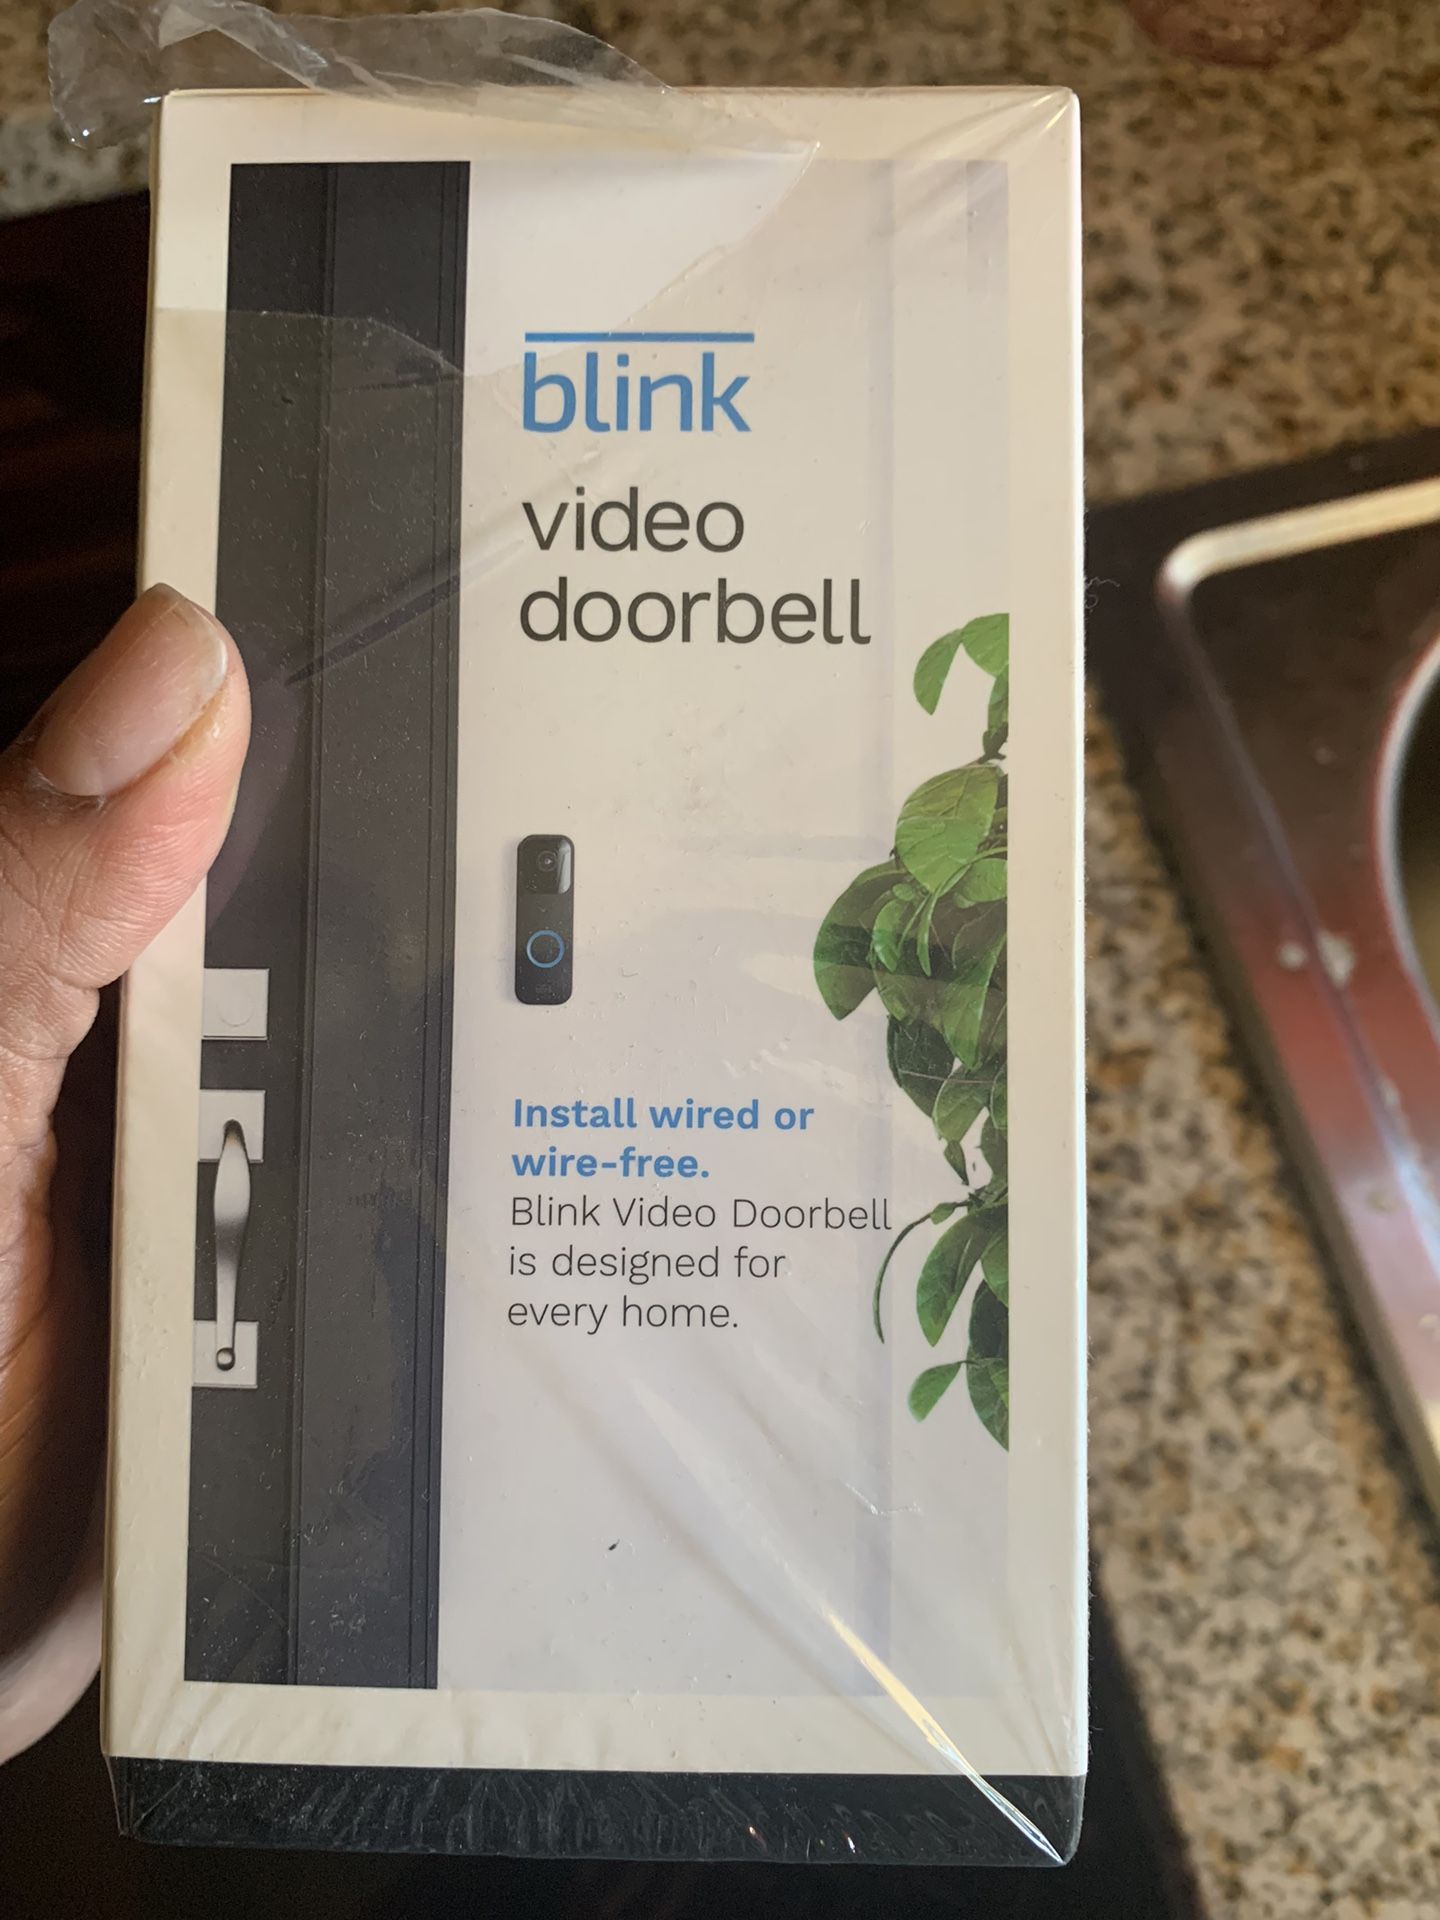 blink
video
doorbell
Install wired or
wire-free.
Blink Video Doorbell
is designed for
every home.